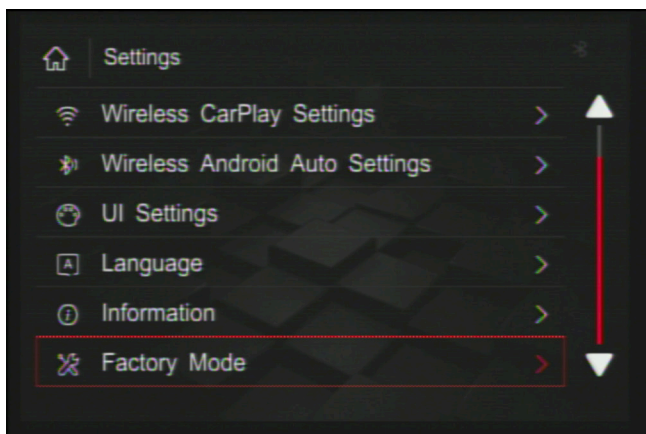 Settings
Wireless CarPlay Settings
Wireless Android Auto Settings
UI Settings
A Language
Information
Factory Mode